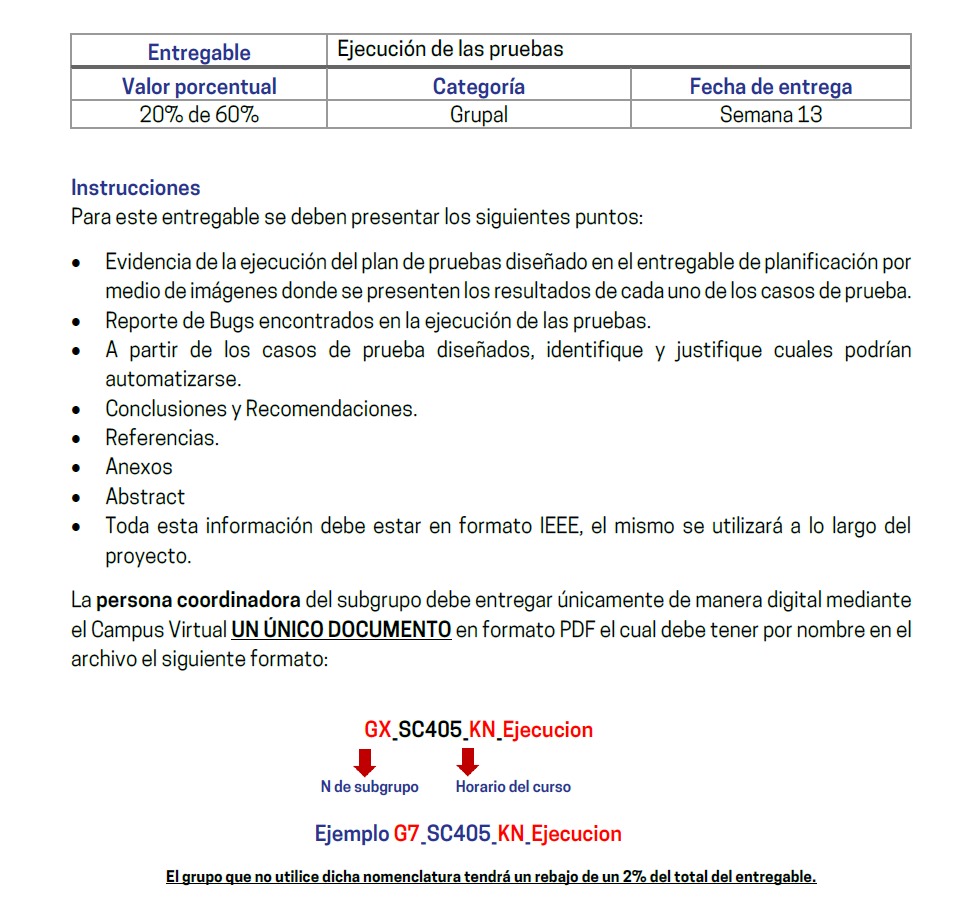 Entregable Ejecución de las pruebas
Valor porcentual Categoría Fecha de entrega
20% de 60% Grupal Semana 13
Instrucciones
Para este entregable se deben presentar los siguientes puntos:
• Evidencia de la ejecución del plan de pruebas diseñado en el entregable de planificación por
medio de imágenes donde se presenten los resultados de cada uno de los casos de prueba.
• Reporte de Bugs encontrados en la ejecución de las pruebas.
• A partir de los casos de prueba diseñados, identifique y justifique cuales podrían
automatizarse.
• Conclusiones y Recomendaciones.
• Referencias.
• Anexos
• Abstract
• Toda esta información debe estar en formato IEEE, el mismo se utilizará a lo largo del
proyecto.
La persona coordinadora del subgrupo debe entregar únicamente de manera digital mediante
el Campus Virtual UN ÚNICO DOCUMENTO en formato PDF el cual debe tener por nombre en el
archivo el siguiente formato:
GX_SC405_KN_Ejecucion
N de subgrupo Horario del curso
Ejemplo G7_SC405_KN_Ejecucion
El grupo que no utilice dicha nomenclatura tendrá un rebajo de un 2% del total del entregable.